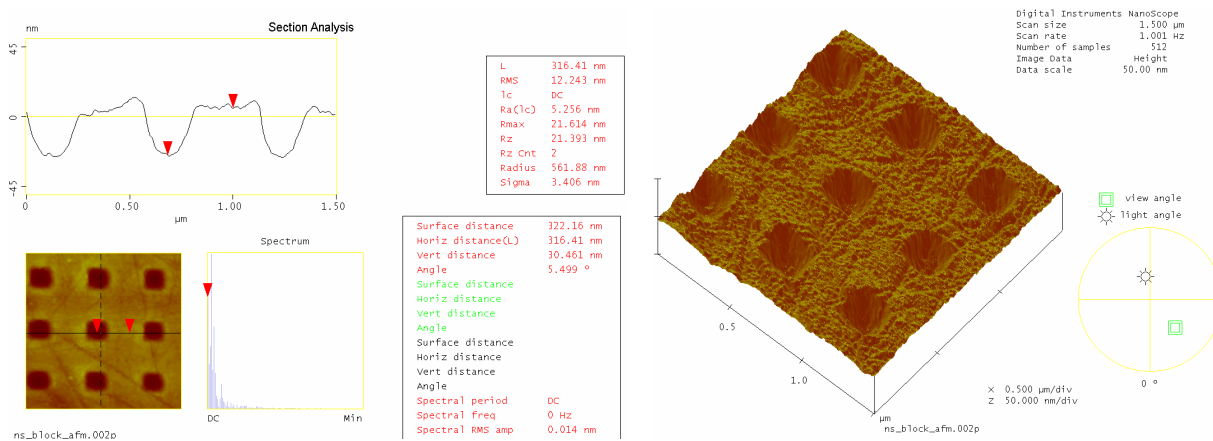 Section Analysis
nm
45
0
-45
0 0.50 1.00 1.50
µm
L 316.41 nm
RMS 12.243 nm
lc DC
Ra(lc) 5.256 nm
Rmax 21.614 nm
Rz 21.393 nm
Rz Cnt 2
Radius 561.88 nm
Sigma 3.406 nm
Spectrum
DC Min
Surface distance 322.16 nm
Horiz distance(L) 316.41 nm
Vert distance 30.461 nm
Angle 5.499 °
Surface distance
Horiz distance
Vert distance
Angle
Surface distance
Horiz distance
Vert distance
Angle
Spectral period DC
Spectral freq 0 Hz
Spectral RMS amp 0.014 nm
ns_block_afm.002p
Digital Instruments NanoScope
Scan size 1.500 µm
Scan rate 1.001 Hz
Number of samples 512
Image Data Height
Data scale 50.00 nm
view angle
light angle
0 °
0.5
1.0
µm
X 0.500 µm/div
Z 50.000 nm/div
ns_block_afm.002p